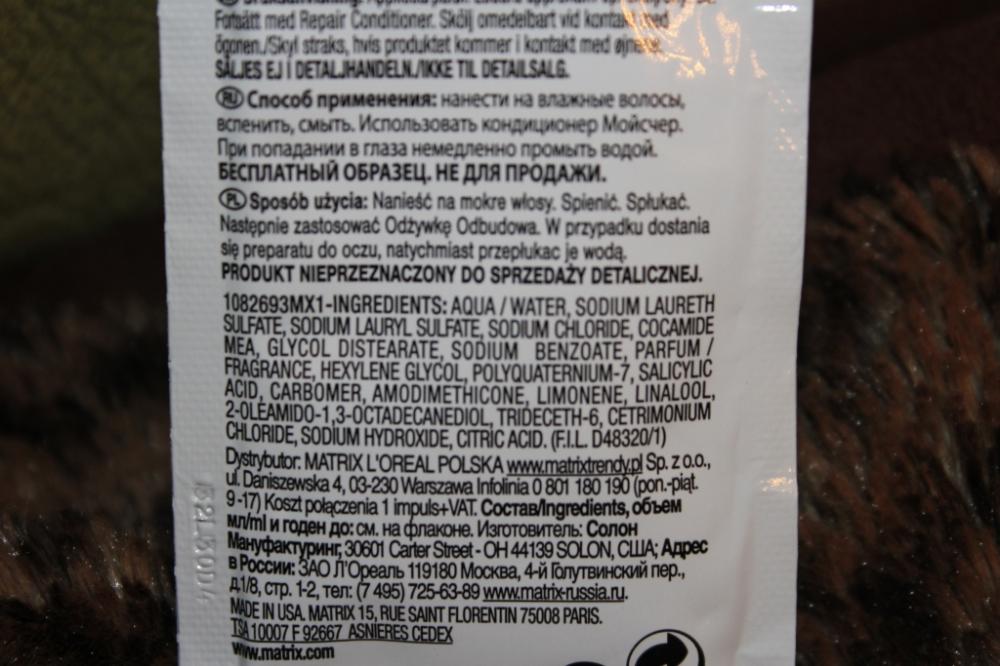 Fotsätt med Repair Conditioner. Skölj omedelbart vid kontakt med
ögonen./Skyl straks, hvis produktet kommer i kontakt med øjnene.
SÄLJES EJ I DETALJHANDELN./IKKE TIL DETAILSALG.
RU Способ применения: нанести на влажные волосы,
вспенить, смыть. Использовать кондиционер Мойсчер.
При попадании в глаза немедленно промыть водой.
БЕСПЛАТНЫЙ ОБРАЗЕЦ. НЕ ДЛЯ ПРОДАЖИ.
PL Sposób użycia: Nanieść na mokre włosy. Spienić. Spłukać.
Następnie zastosować Odżywkę Odbudowa. W przypadku dostania
się preparatu do oczu, natychmiast przepłukac je wodą.
PRODUKT NIEPRZEZNACZONY DO SPRZEDAŻY DETALICZNEJ.
1082693MX1-INGREDIENTS: AQUA / WATER, SODIUM LAURETH
SULFATE, SODIUM LAURYL SULFATE, SODIUM CHLORIDE, COCAMIDE
MEA, GLYCOL DISTEARATE, SODIUM BENZOATE, PARFUM /
FRAGRANCE, HEXYLENE GLYCOL, POLYQUATERNIUM-7, SALICYLIC
ACID, CARBOMER, AMODIMETHICONE, LIMONENE, LINALOOL,
2-OLEAMIDO-1,3-OCTADECANEDIOL, TRIDECETH-6, CETRIMONIUM
CHLORIDE, SODIUM HYDROXIDE, CITRIC ACID. (F.I.L. D48320/1)
Dystrybutor: MATRIX L'OREAL POLSKA www.matrixtrendy.pl Sp. z o.o.,
ul. Daniszewska 4, 03-230 Warszawa Infolinia 0 801 180 190 (pon.-piąt.
9 -17) Koszt połączenia 1 impuls+VAT. Состав/Ingredients, объем
мл/ml и годен до: см. на флаконе. Изготовитель: Солон
Мануфактуринг, 30601 Carter Street - OH 44139 SOLON, США; Адрес
в России: ЗАО Л'Ореаль 119180 Москва, 4-й Голутвинский пер.,
д.1/8, стр. 1-2, тел: (7 495) 725-63-89 www.matrix-russia.ru.
MADE IN USA. MATRIX 15, RUE SAINT FLORENTIN 75008 PARIS.
TSA 10007 F 92667 ASNIERES CEDEX
www.matrix.com